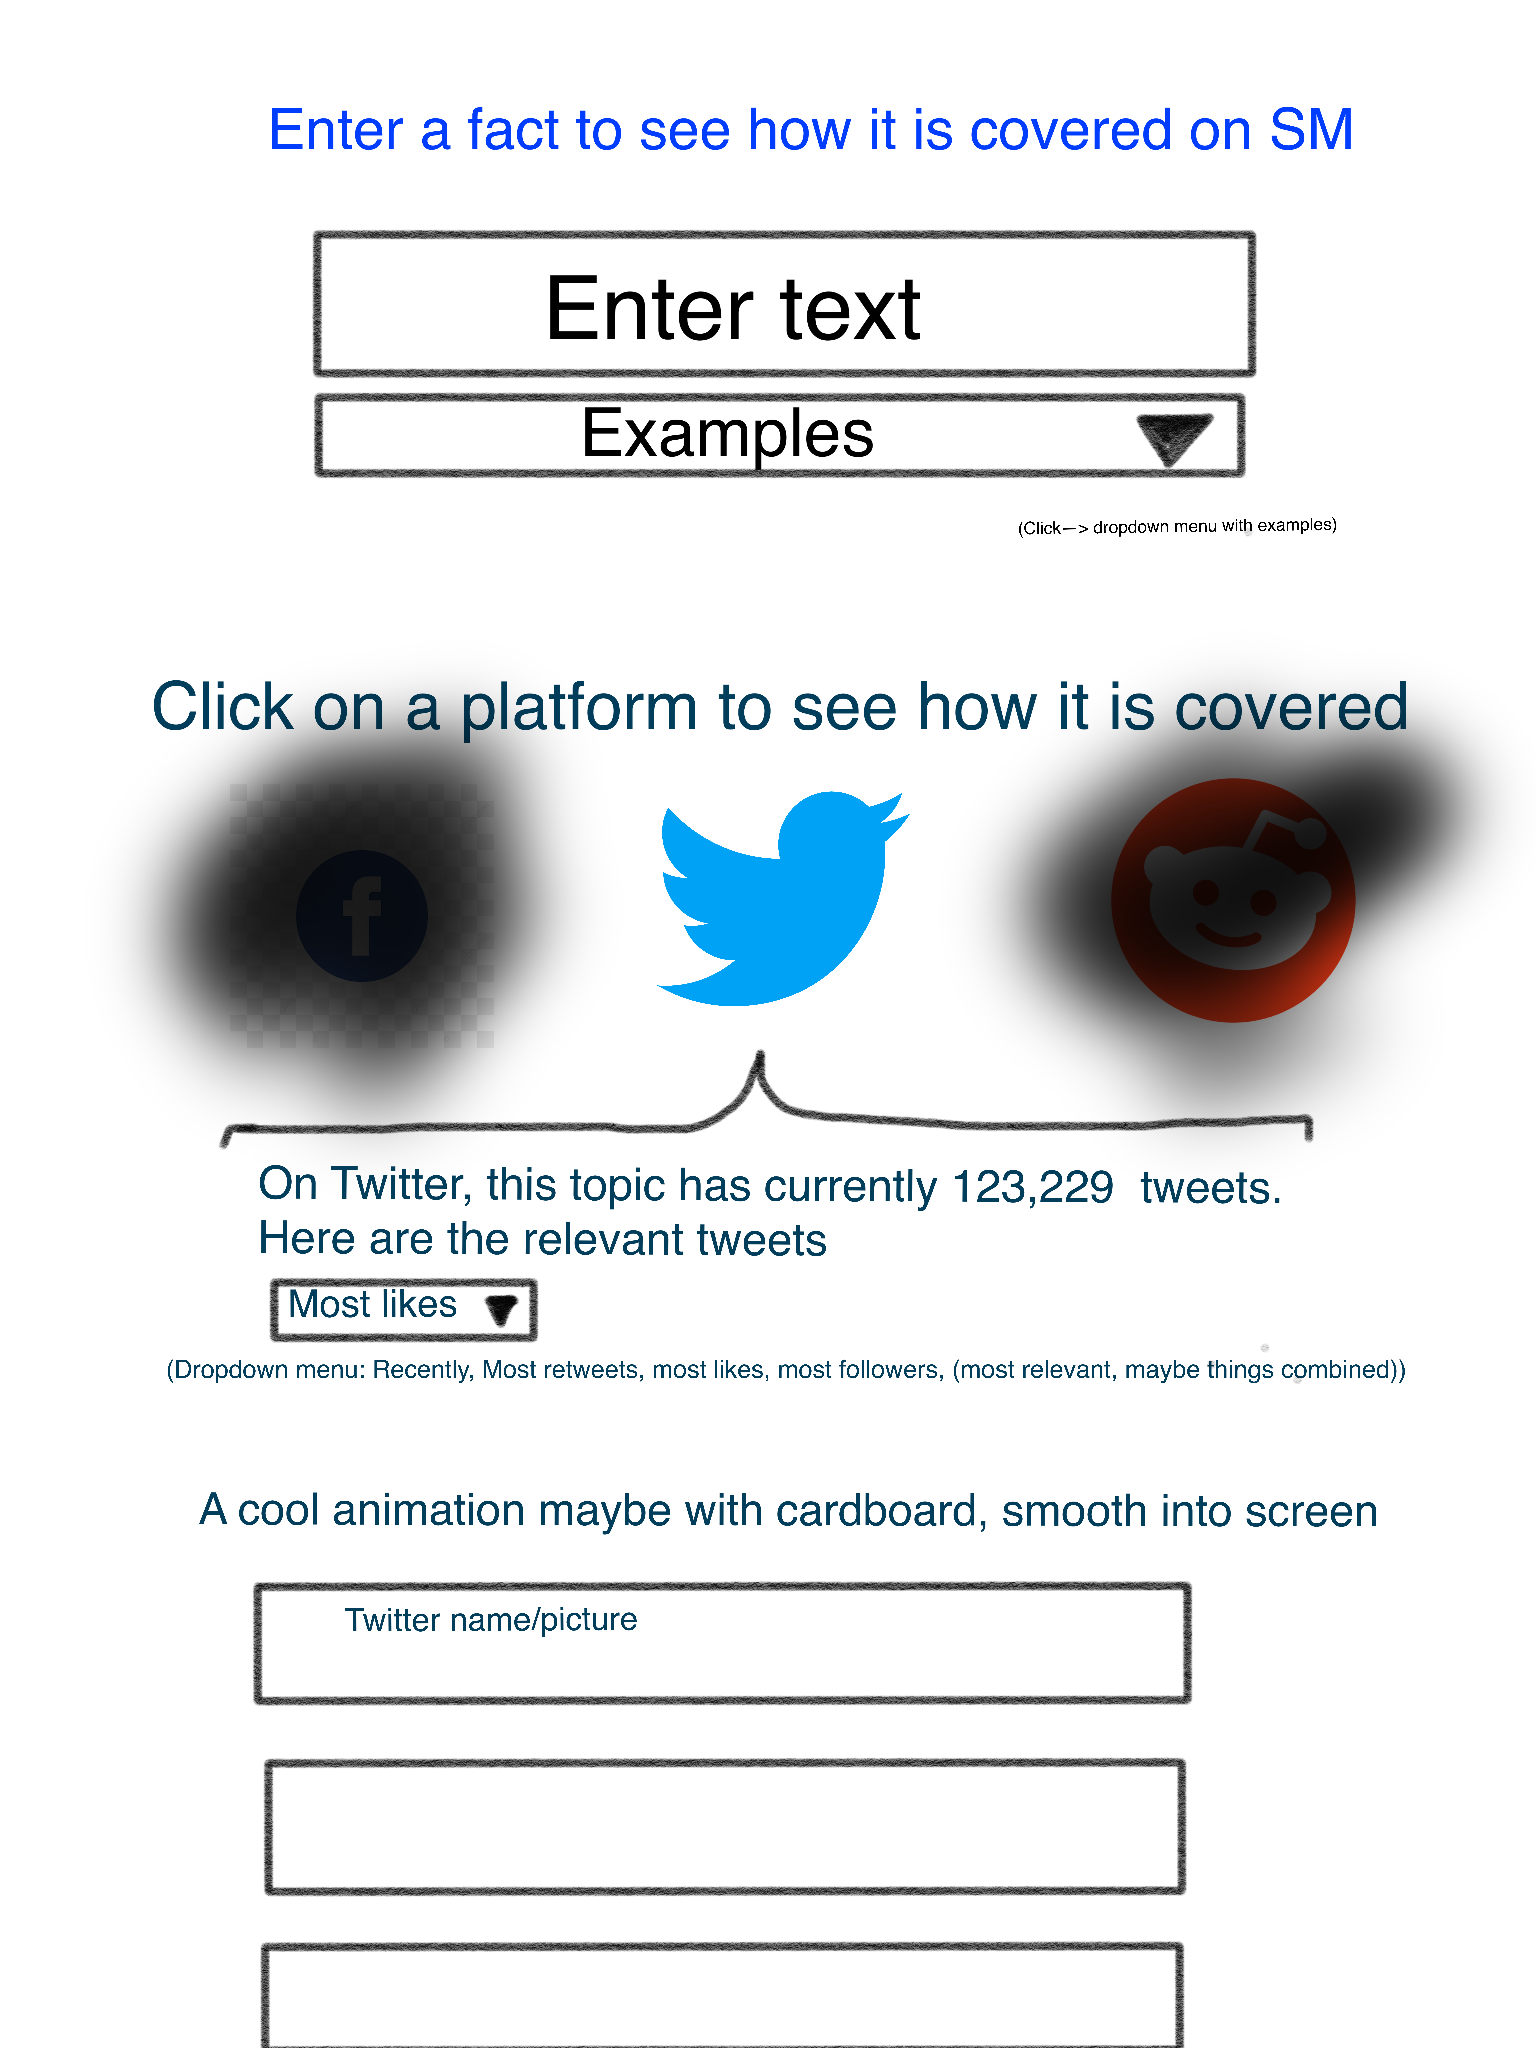 Enter a fact to see how it is covered on SM
Enter text
Examples
(Click—> dropdown menu with examples)
Click on a platform to see how it is covered
f
On Twitter, this topic has currently 123,229 tweets.
Here are the relevant tweets
Most likes
(Dropdown menu: Recently, Most retweets, most likes, most followers, (most relevant, maybe things combined))
A cool animation maybe with cardboard, smooth into screen
Twitter name/picture